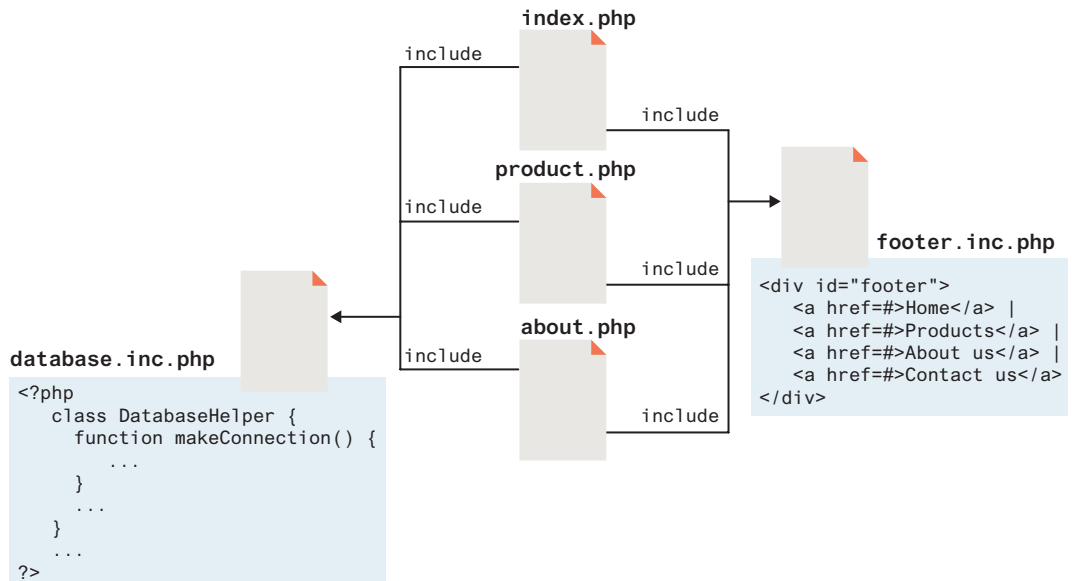 index.php
include
include
product.php
include
include
footer.inc.php
<div id="footer">
   <a href=#>Home</a> |
   <a href=#>Products</a> |
   <a href=#>About us</a> |
   <a href=#>Contact us</a>
</div>
about.php
include
include
database.inc.php
<?php
   class DatabaseHelper {
     function makeConnection() {
        ...
     }
     ...
   }
   ...
?>